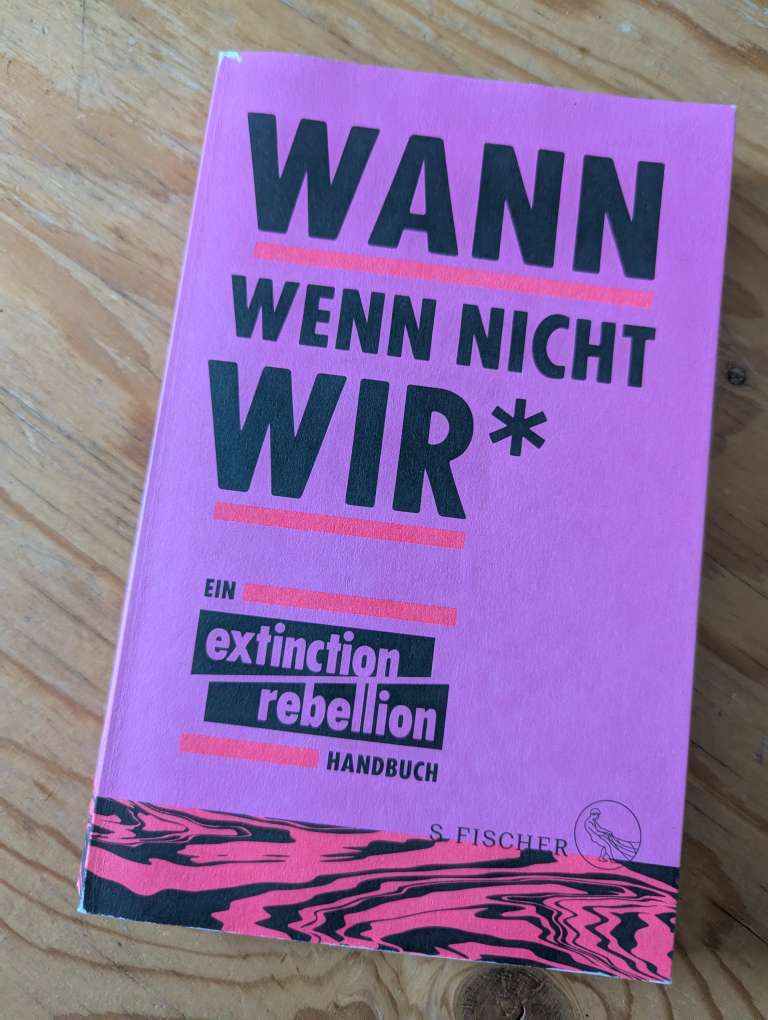 WANN
WENN NICHT
WIR*
EIN
extinction
rebellion
HANDBUCH
S. FISCHER